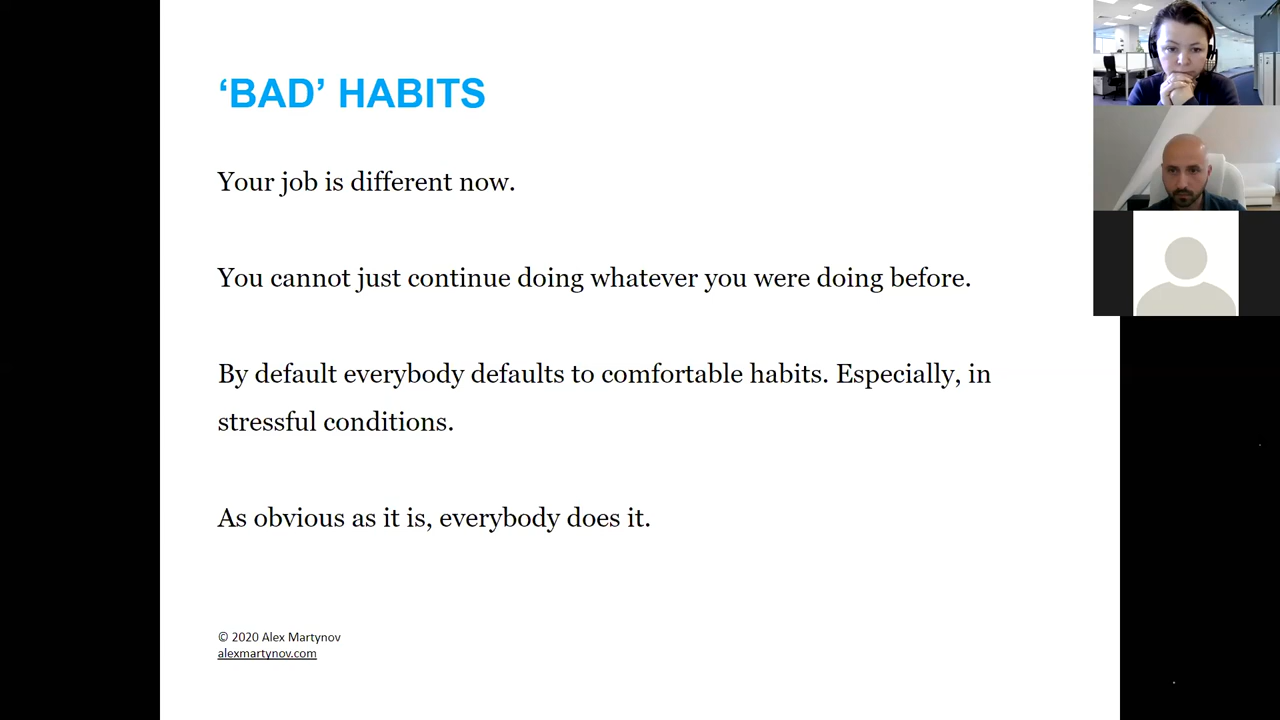 ‘BAD’ HABITS
Your job is different now.
You cannot just continue doing whatever you were doing before.
By default everybody defaults to comfortable habits. Especially, in
stressful conditions.
As obvious as it is, everybody does it.
© 2020 Alex Martynov
alexmartynov.com